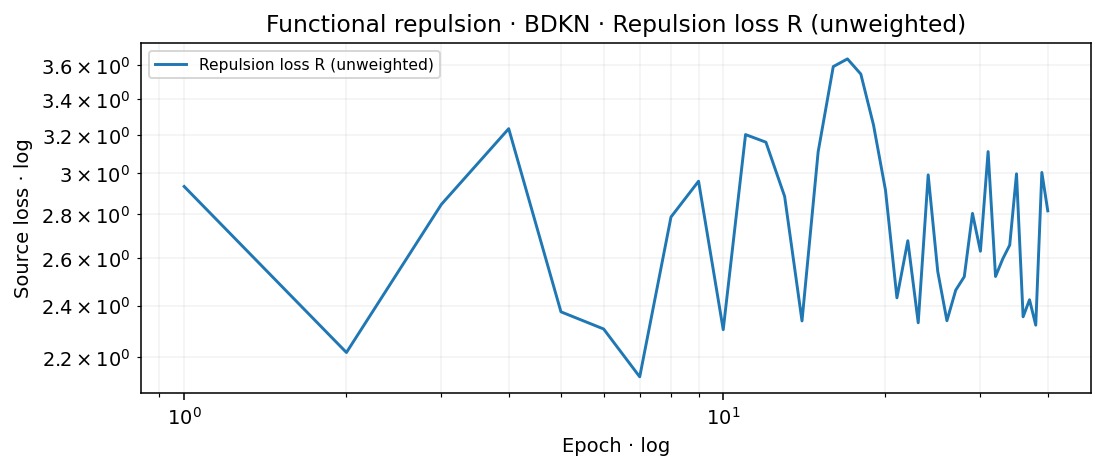 Functional repulsion · BDKN · Repulsion loss R (unweighted)
Repulsion loss R (unweighted)
Source loss · log
3.6 × 10⁰
3.4 × 10⁰
3.2 × 10⁰
3 × 10⁰
2.8 × 10⁰
2.6 × 10⁰
2.4 × 10⁰
2.2 × 10⁰
10⁰
10¹
Epoch · log